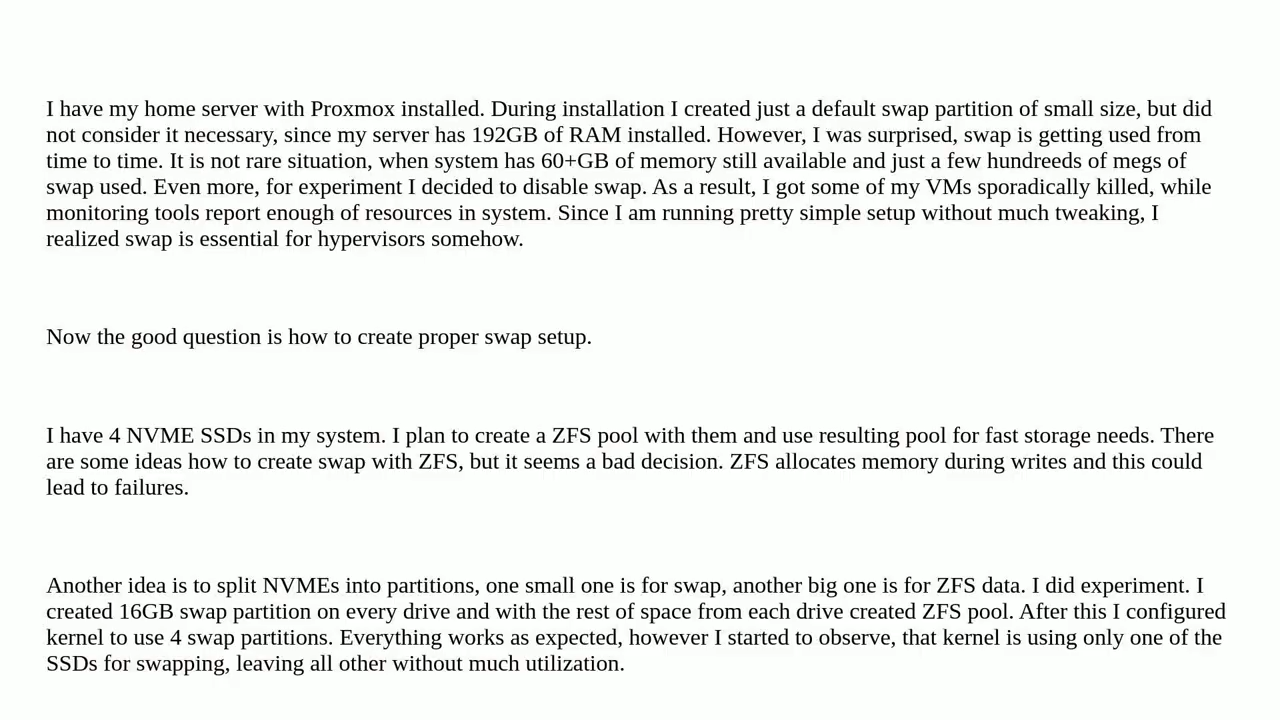 I have my home server with Proxmox installed. During installation I created just a default swap partition of small size, but did
not consider it necessary, since my server has 192GB of RAM installed. However, I was surprised, swap is getting used from
time to time. It is not rare situation, when system has 60+GB of memory still available and just a few hundreeds of megs of
swap used. Even more, for experiment I decided to disable swap. As a result, I got some of my VMs sporadically killed, while
monitoring tools report enough of resources in system. Since I am running pretty simple setup without much tweaking, I
realized swap is essential for hypervisors somehow.
Now the good question is how to create proper swap setup.
I have 4 NVME SSDs in my system. I plan to create a ZFS pool with them and use resulting pool for fast storage needs. There
are some ideas how to create swap with ZFS, but it seems a bad decision. ZFS allocates memory during writes and this could
lead to failures.
Another idea is to split NVMEs into partitions, one small one is for swap, another big one is for ZFS data. I did experiment. I
created 16GB swap partition on every drive and with the rest of space from each drive created ZFS pool. After this I configured
kernel to use 4 swap partitions. Everything works as expected, however I started to observe, that kernel is using only one of the
SSDs for swapping, leaving all other without much utilization.